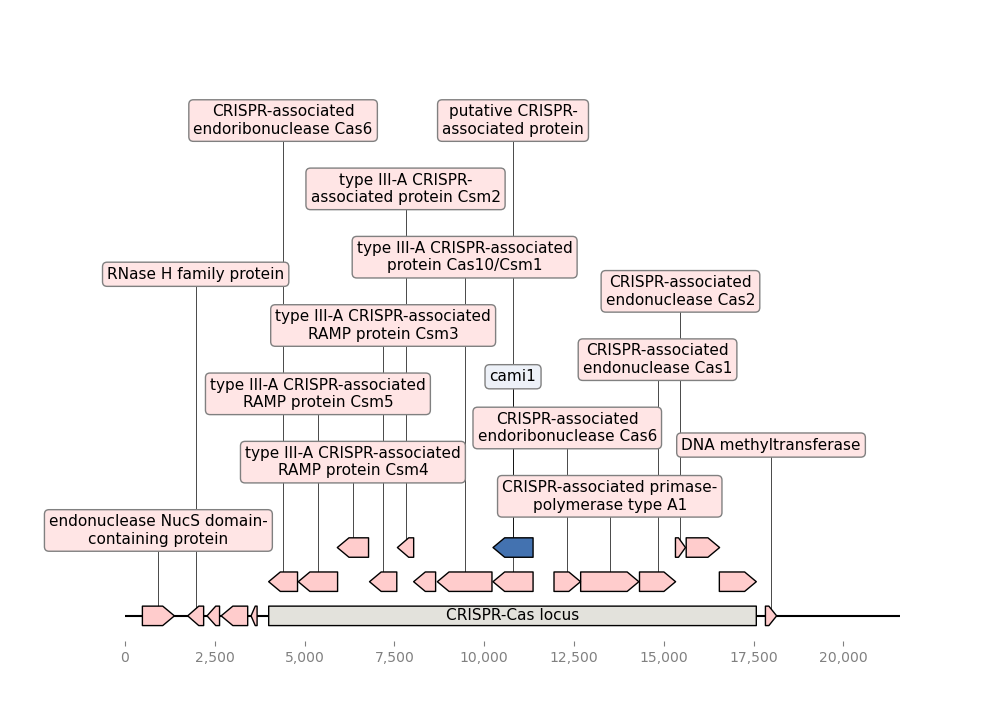 CRISPR-associated
endoribonuclease Cas6
putative CRISPR-
associated protein
type III-A CRISPR-
associated protein Csm2
type III-A CRISPR-associated
protein Cas10/Csm1
RNase H family protein
CRISPR-associated
endonuclease Cas2
type III-A CRISPR-associated
RAMP protein Csm3
CRISPR-associated
endonuclease Cas1
cami1
type III-A CRISPR-associated
RAMP protein Csm5
CRISPR-associated
endoribonuclease Cas6
DNA methyltransferase
type III-A CRISPR-associated
RAMP protein Csm4
CRISPR-associated primase-
polymerase type A1
endonuclease NucS domain-
containing protein
CRISPR-Cas locus
0 2,500 5,000 7,500 10,000 12,500 15,000 17,500 20,000